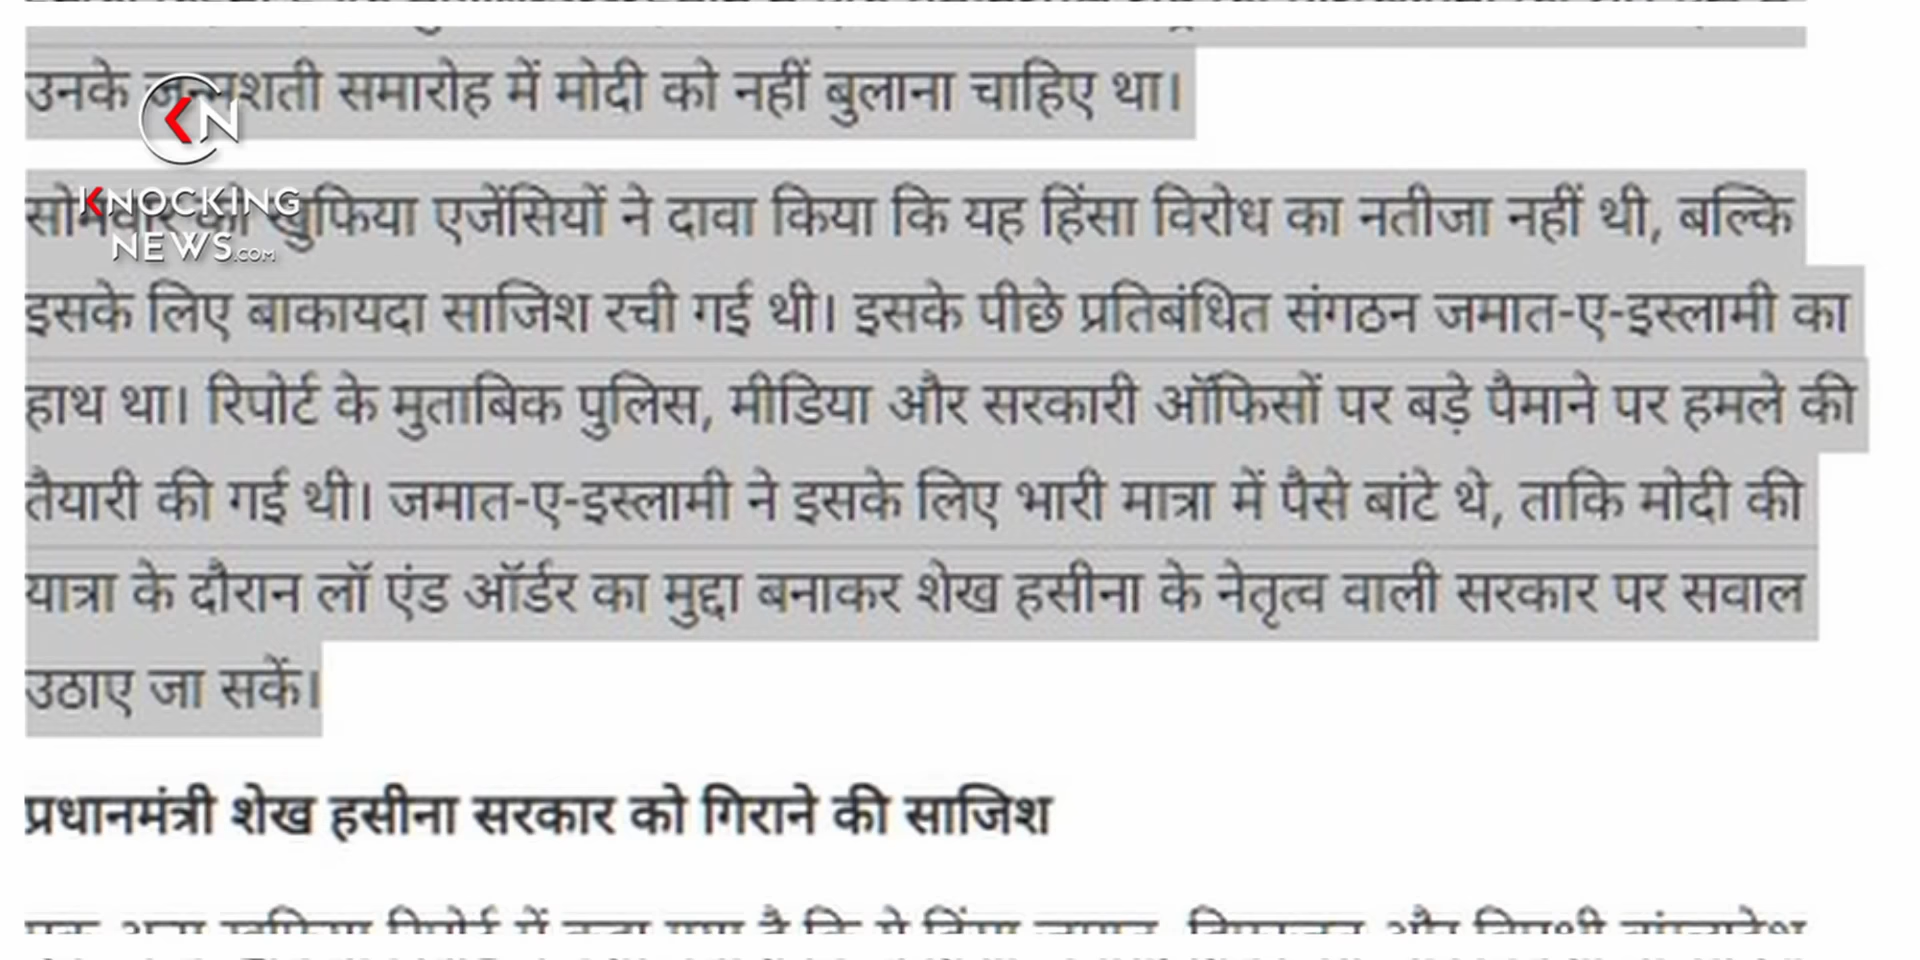 उनके जन्मशती समारोह में मोदी को नहीं बुलाना चाहिए था।
KNOCKING
NEWS.COM
खुफिया एजेंसियों ने दावा किया कि यह हिंसा विरोध का नतीजा नहीं थी, बल्कि
इसके लिए बाकायदा साजिश रची गई थी। इसके पीछे प्रतिबंधित संगठन जमात-ए-इस्लामी का
हाथ था। रिपोर्ट के मुताबिक पुलिस, मीडिया और सरकारी ऑफिसों पर बड़े पैमाने पर हमले की
तैयारी की गई थी। जमात-ए-इस्लामी ने इसके लिए भारी मात्रा में पैसे बांटे थे, ताकि मोदी की
यात्रा के दौरान लॉ एंड ऑर्डर का मुद्दा बनाकर शेख हसीना के नेतृत्व वाली सरकार पर सवाल
उठाए जा सकें।
प्रधानमंत्री शेख हसीना सरकार को गिराने की साजिश